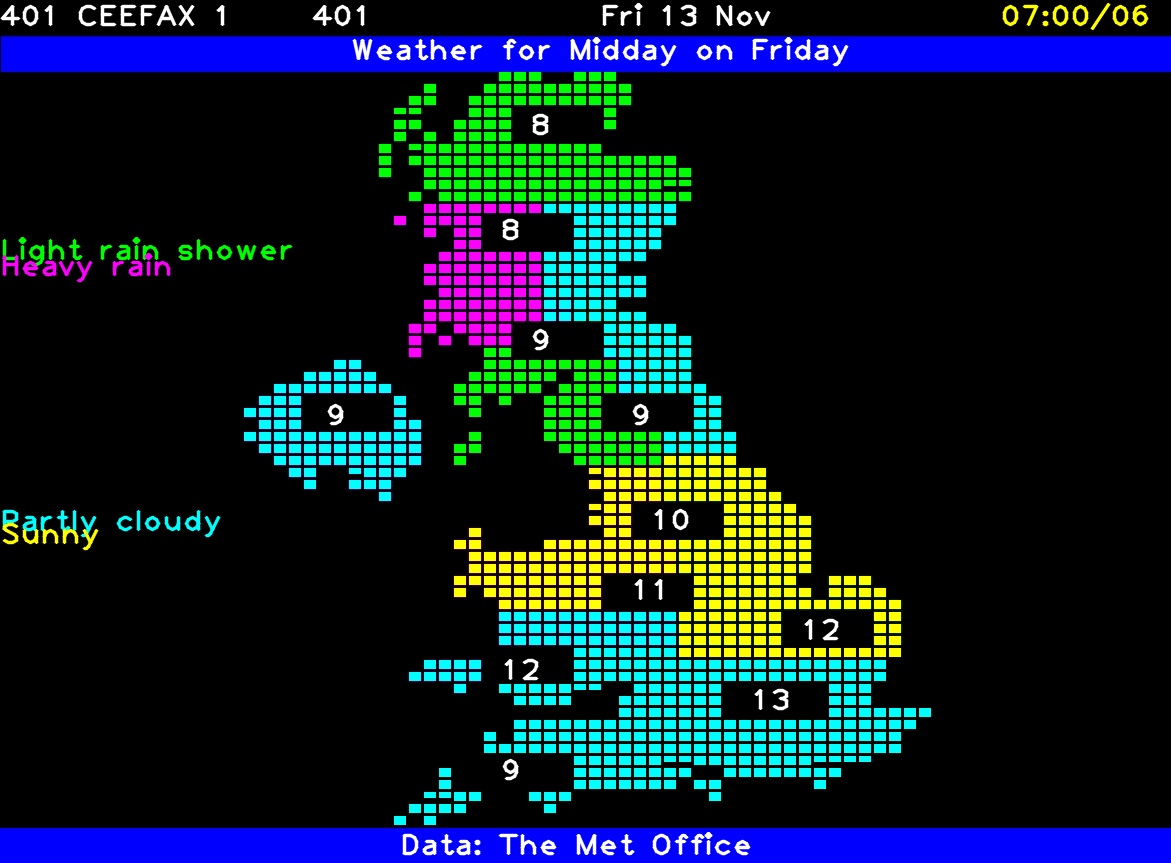 401 CEEFAX 1 401 Fri 13 Nov 07:00/06
Weather for Midday on Friday
8
8
Light rain shower
Heavy rain
9
9 9
Partly cloudy
10
Sunny
11
12
12
13
9
Data: The Met Office